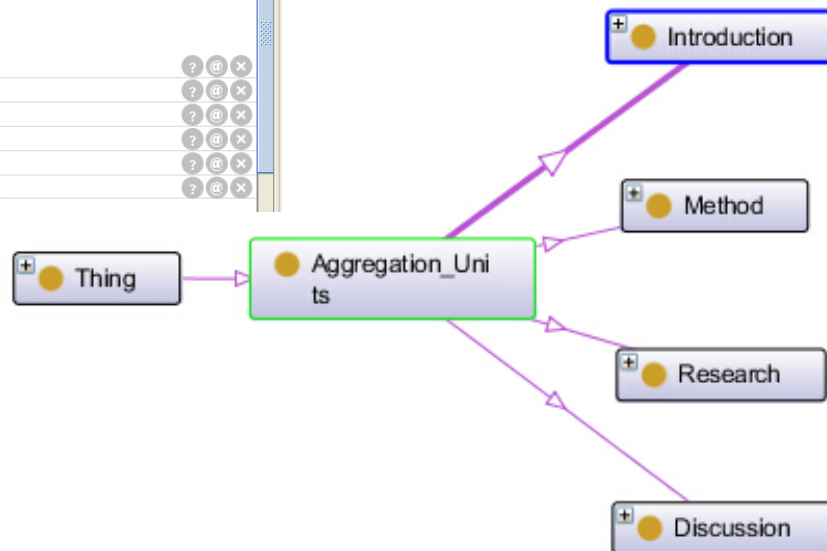 ? @ ×
? @ ×
? @ ×
? @ ×
? @ ×
? @ ×
+ Introduction
+ Method
+ Thing
Aggregation_Uni
ts
+ Research
+ Discussion